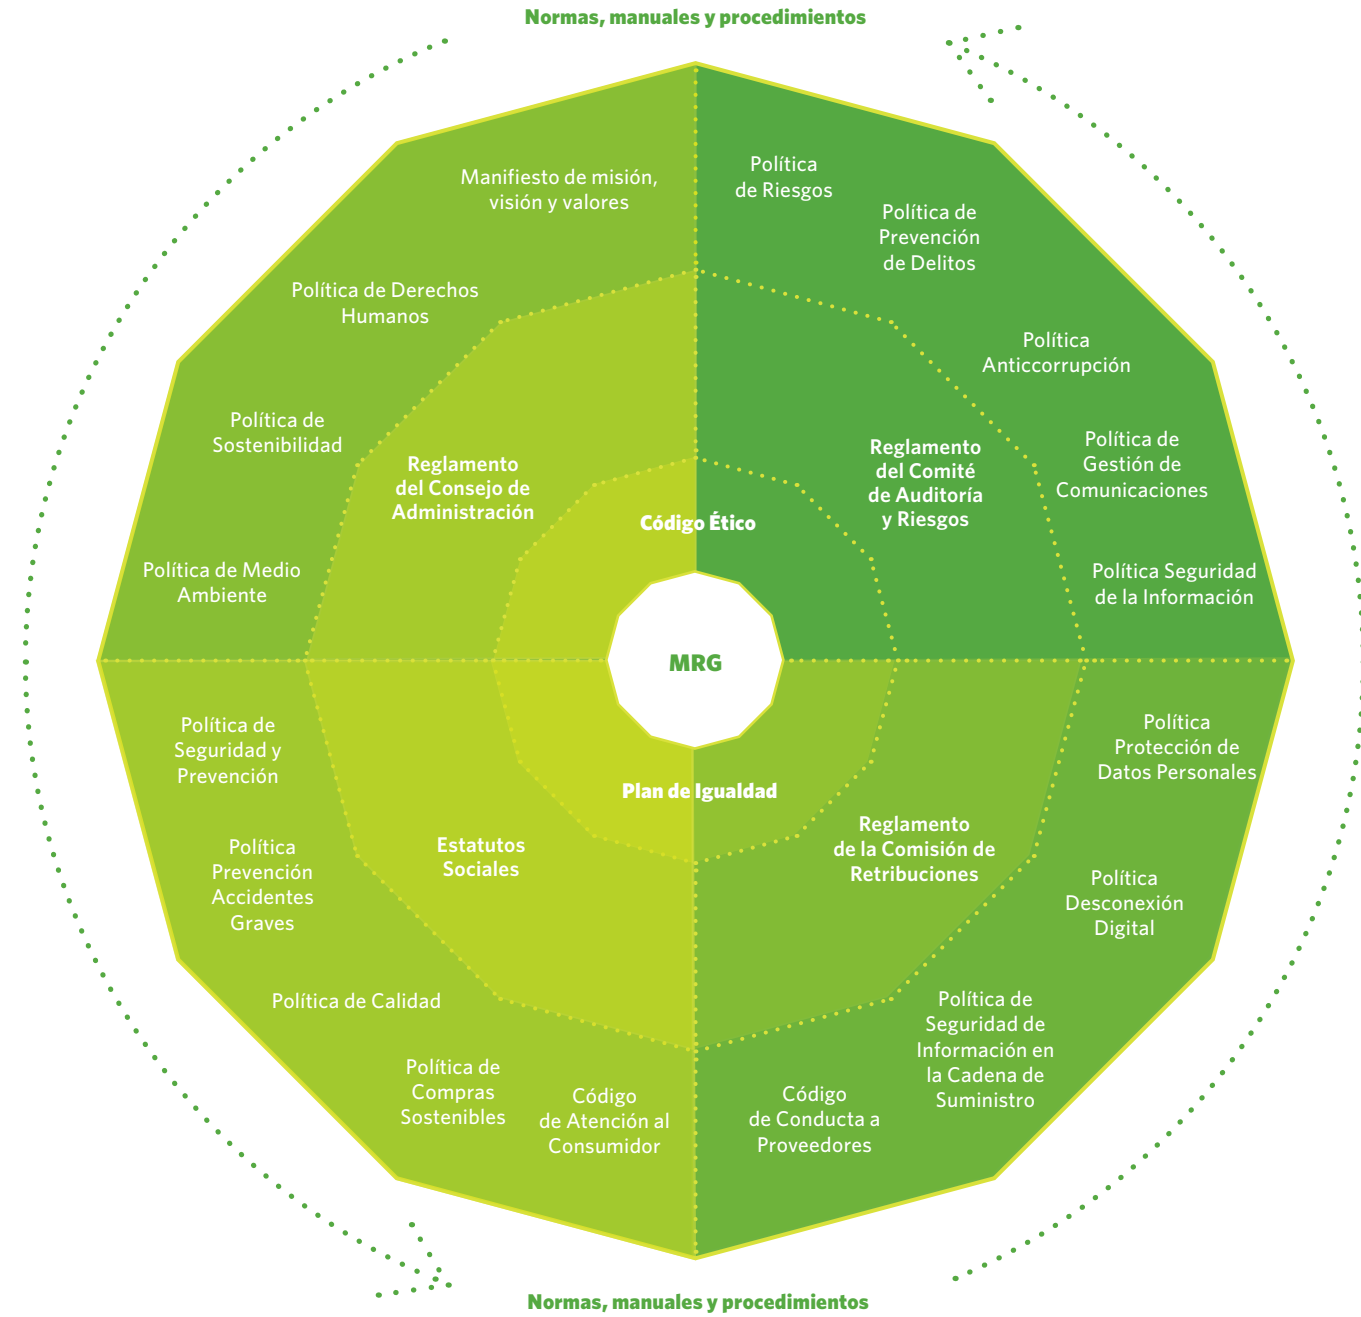 Normas, manuales y procedimientos
Manifiesto de misión,
visión y valores
Política de Derechos
Humanos
Política de
Sostenibilidad
Política de Medio
Ambiente
Política
de Riesgos
Política de
Prevención
de Delitos
Política
Anticcorrupción
Política de
Gestión de
Comunicaciones
Política Seguridad
de la Información
Reglamento
del Consejo de
Administración
Reglamento
del Comité
de Auditoría
y Riesgos
Código Ético
MRG
Plan de Igualdad
Estatutos
Sociales
Reglamento
de la Comisión de
Retribuciones
Política de
Seguridad y
Prevención
Política
Prevención
Accidentes
Graves
Política de Calidad
Política de
Compras
Sostenibles
Código
de Atención al
Consumidor
Política
Protección de
Datos Personales
Política
Desconexión
Digital
Política de
Seguridad de
Información en
la Cadena de
Suministro
Código
de Conducta a
Proveedores
Normas, manuales y procedimientos